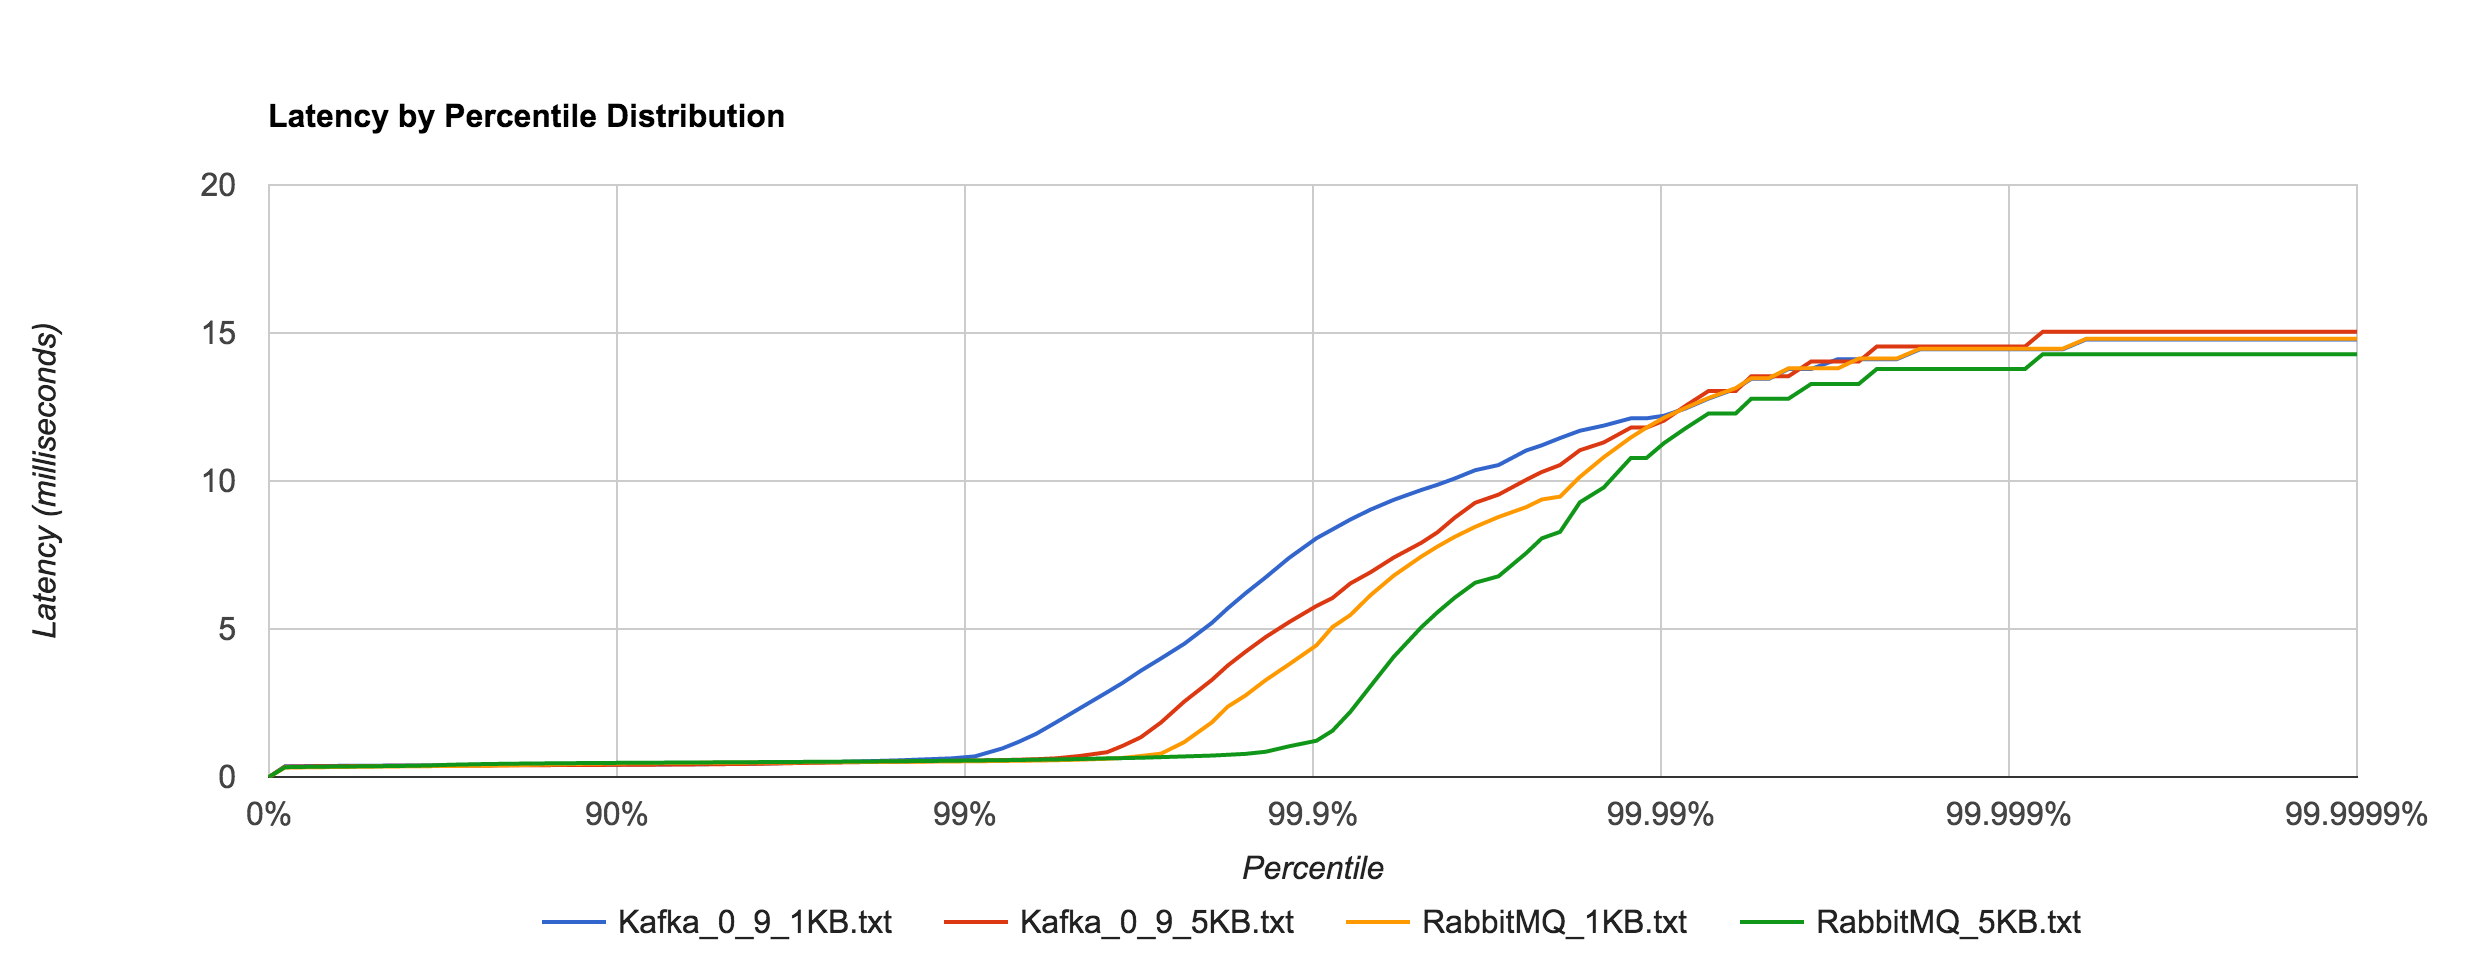 Latency by Percentile Distribution
20
15
10
5
0
Latency (milliseconds)
0% 90% 99% 99.9% 99.99% 99.999% 99.9999%
Percentile
Kafka_0_9_1KB.txt Kafka_0_9_5KB.txt RabbitMQ_1KB.txt RabbitMQ_5KB.txt